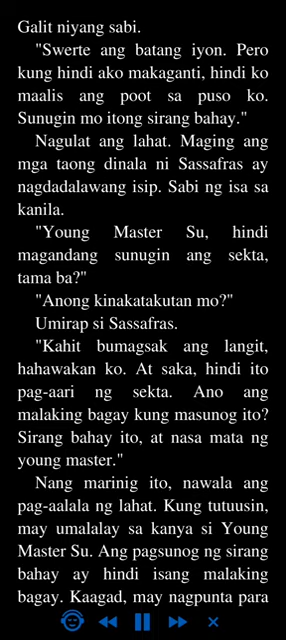 Galit niyang sabi.
"Swerte ang batang iyon. Pero
kung hindi ako makaganti, hindi ko
maalis ang poot sa puso ko.
Sunugin mo itong sirang bahay."
Nagulat ang lahat. Maging ang
mga taong dinala ni Sassafras ay
nagdadalawang isip. Sabi ng isa sa
kanila.
"Young Master Su, hindi
magandang sunugin ang sekta,
tama ba?"
"Anong kinakatakutan mo?"
Umirap si Sassafras.
"Kahit bumagsak ang langit,
hahawakan ko. At saka, hindi ito
pag-aari ng sekta. Ano ang
malaking bagay kung masunog ito?
Sirang bahay ito, at nasa mata ng
young master."
Nang marinig ito, nawala ang
pag-aalala ng lahat. Kung tutuusin,
may umalalay sa kanya si Young
Master Su. Ang pagsunog ng sirang
bahay ay hindi isang malaking
bagay. Kaagad, may nagpunta para